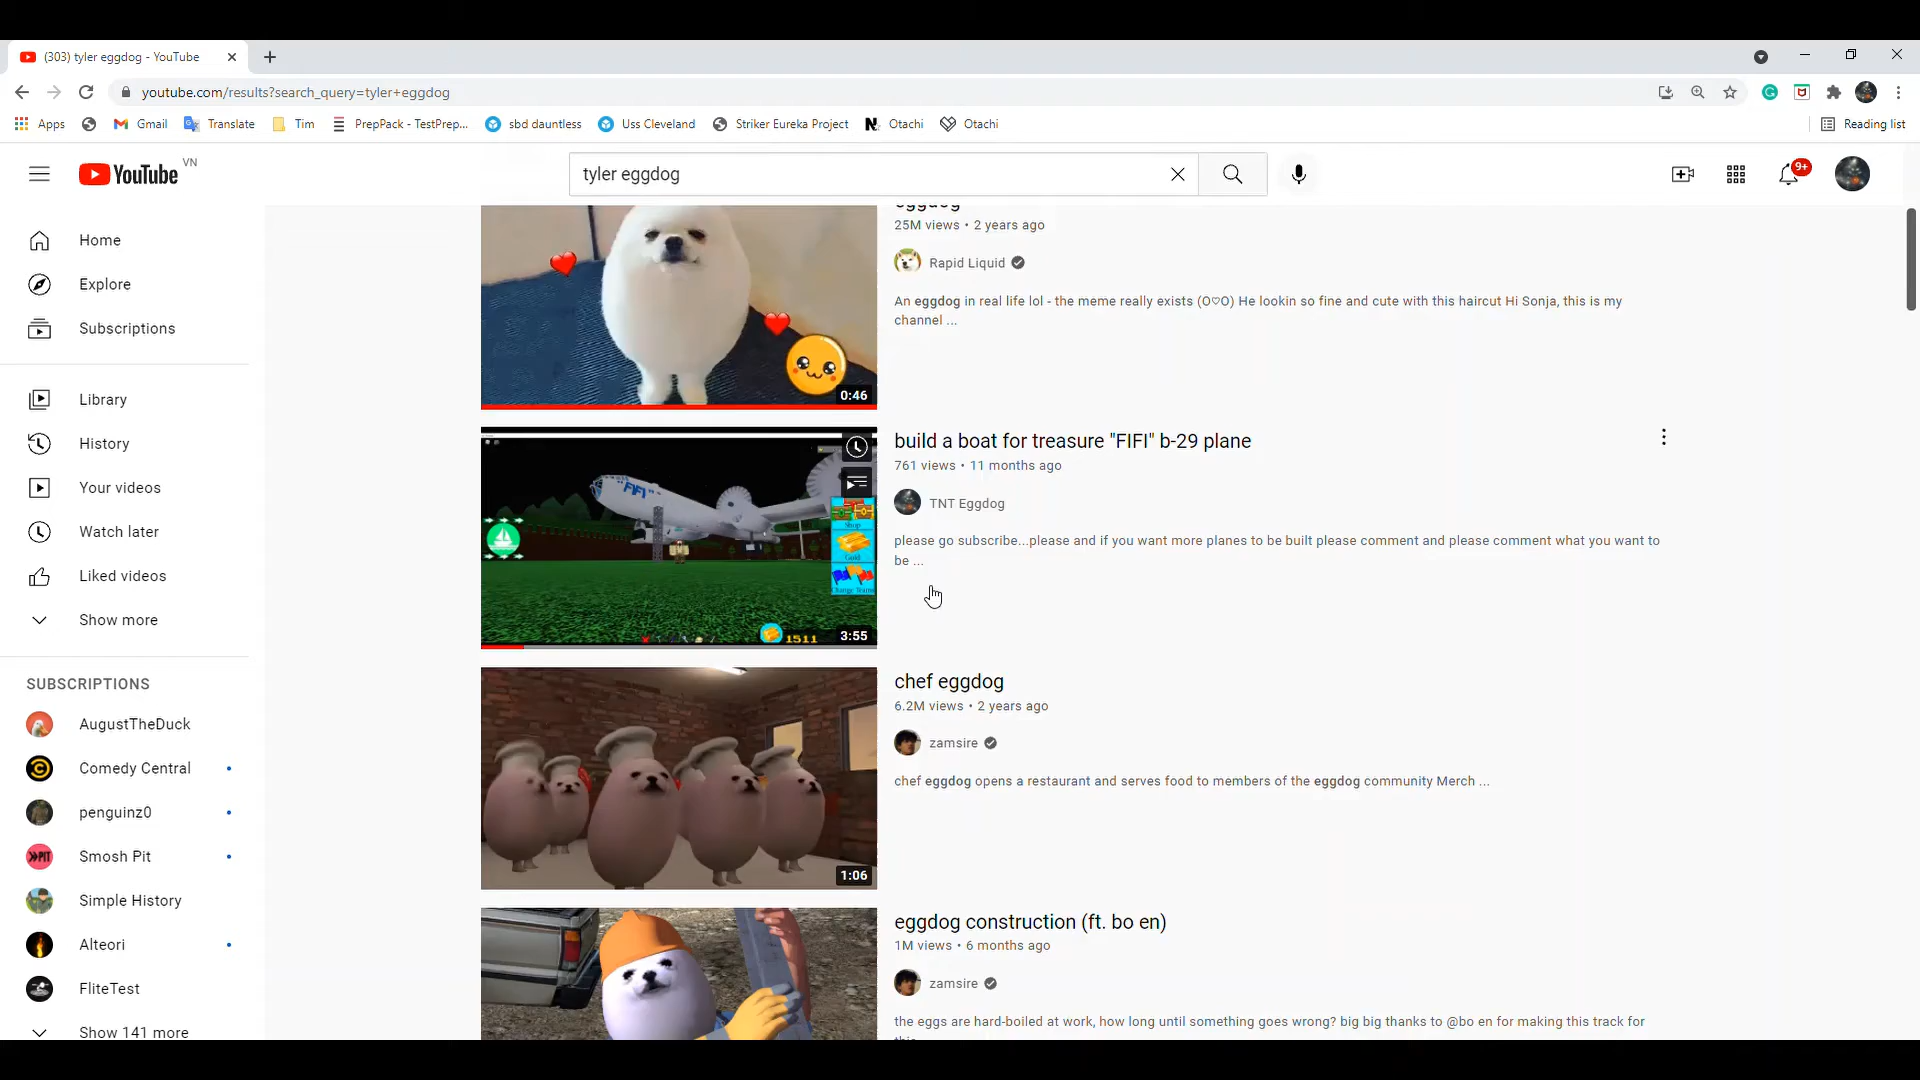 (303) tyler eggdog - YouTube
youtube.com/results?search_query=tyler+eggdog
Apps
Gmail
Translate
Tim
PrepPack - TestPrep...
sbd dauntless
Uss Cleveland
Striker Eureka Project
Otachi
Otachi
Reading list
YouTube
VN
tyler eggdog
9+
Home
Explore
Subscriptions
Library
History
Your videos
Watch later
Liked videos
Show more
SUBSCRIPTIONS
AugustTheDuck
Comedy Central
penguinz0
Smosh Pit
Simple History
Alteori
FliteTest
Show 141 more
eggdog
25M views • 2 years ago
Rapid Liquid
An eggdog in real life lol - the meme really exists (O♡O) He lookin so fine and cute with this haircut Hi Sonja, this is my
channel ...
0:46
build a boat for treasure "FIFI" b-29 plane
761 views • 11 months ago
TNT Eggdog
please go subscribe...please and if you want more planes to be built please comment and please comment what you want to
be ...
"FIFI"
Shop
Gold
Change Team
1511
3:55
chef eggdog
6.2M views • 2 years ago
zamsire
chef eggdog opens a restaurant and serves food to members of the eggdog community Merch ...
1:06
eggdog construction (ft. bo en)
1M views • 6 months ago
zamsire
the eggs are hard-boiled at work, how long until something goes wrong? big big thanks to @bo en for making this track for